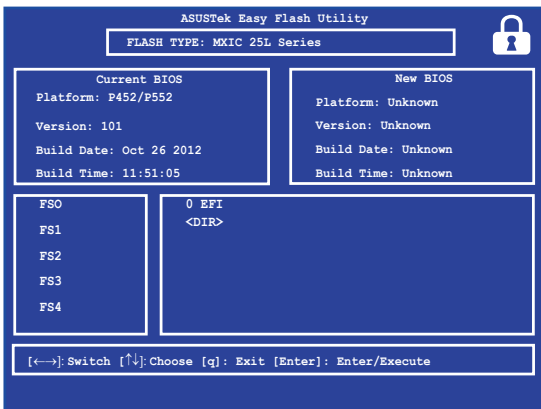 ASUSTek Easy Flash Utility
FLASH TYPE: MXIC 25L Series
Current BIOS
Platform: P452/P552
Version: 101
Build Date: Oct 26 2012
Build Time: 11:51:05
New BIOS
Platform: Unknown
Version: Unknown
Build Date: Unknown
Build Time: Unknown
FS0
FS1
FS2
FS3
FS4
0 EFI
<DIR>
[←→]: Switch [↑↓]: Choose [q]: Exit [Enter]: Enter/Execute